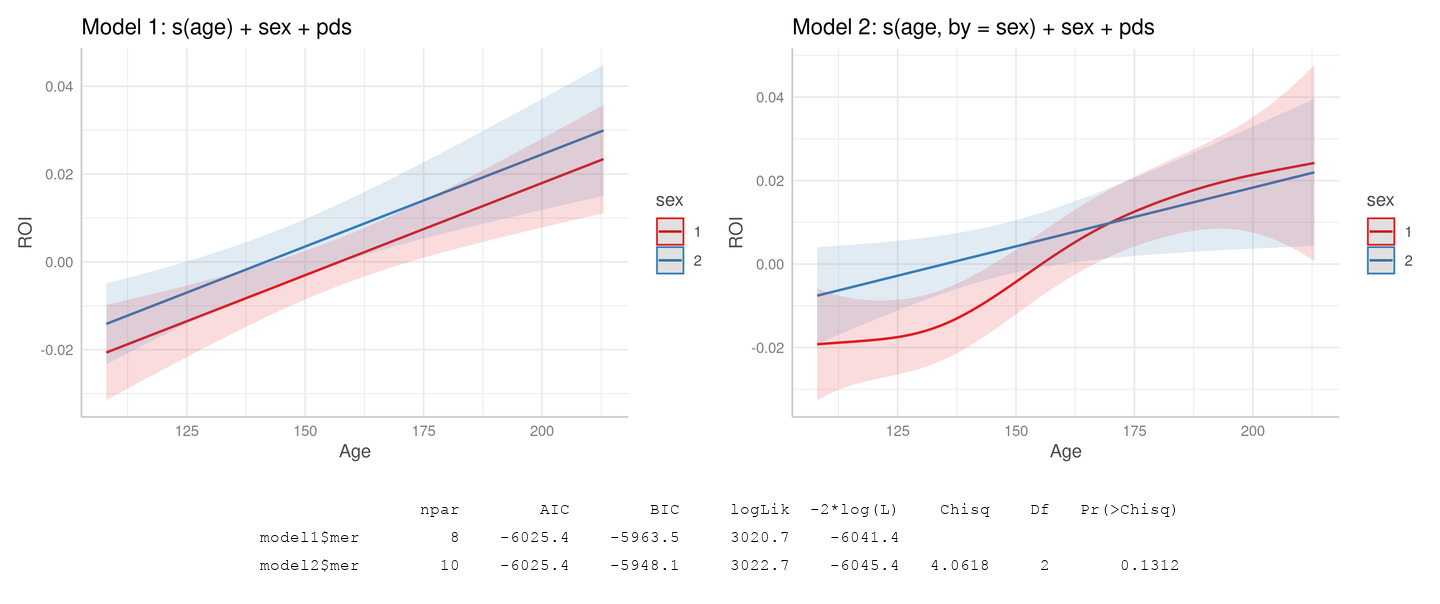 Model 1: s(age) + sex + pds
0.04
0.02
0.00
-0.02
ROI
125 150 175 200
Age
sex
1
2
Model 2: s(age, by = sex) + sex + pds
0.04
0.02
0.00
-0.02
ROI
125 150 175 200
Age
sex
1
2
npar AIC BIC logLik -2*log(L) Chisq Df Pr(>Chisq)
model1$mer 8 -6025.4 -5963.5 3020.7 -6041.4
model2$mer 10 -6025.4 -5948.1 3022.7 -6045.4 4.0618 2 0.1312